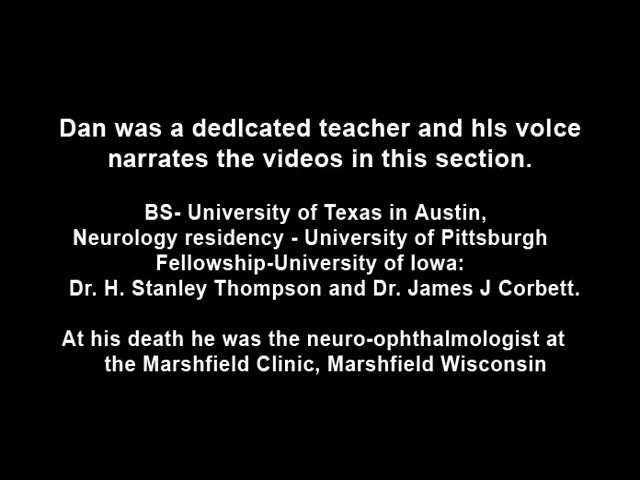 Dan was a dedicated teacher and his voice
narrates the videos in this section.
BS- University of Texas in Austin,
Neurology residency - University of Pittsburgh
Fellowship-University of Iowa:
Dr. H. Stanley Thompson and Dr. James J Corbett.
At his death he was the neuro-ophthalmologist at
the Marshfield Clinic, Marshfield Wisconsin